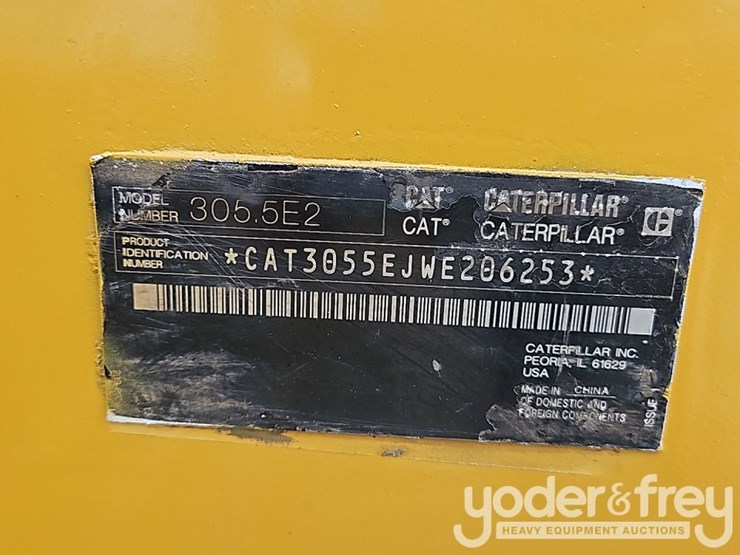 MODEL NUMBER 305.5E2
CAT® CATERPILLAR®
CAT® CATERPILLAR®
PRODUCT IDENTIFICATION NUMBER *CAT3055EJWE206253*
CATERPILLAR INC.
PEORIA, IL 61629
USA
MADE IN CHINA
OF DOMESTIC AND
FOREIGN COMPONENTS
ISSUE 1
yoder&frey
HEAVY EQUIPMENT AUCTIONS